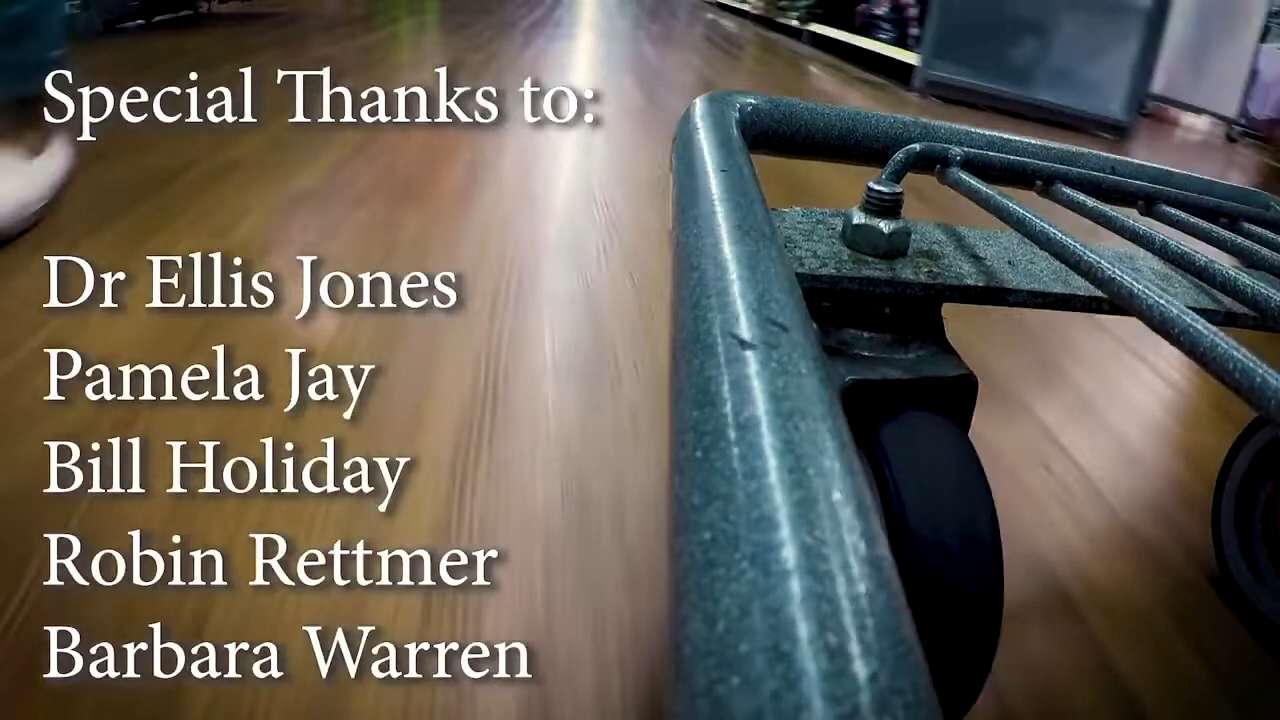 Special Thanks to:
Dr Ellis Jones
Pamela Jay
Bill Holiday
Robin Rettmer
Barbara Warren